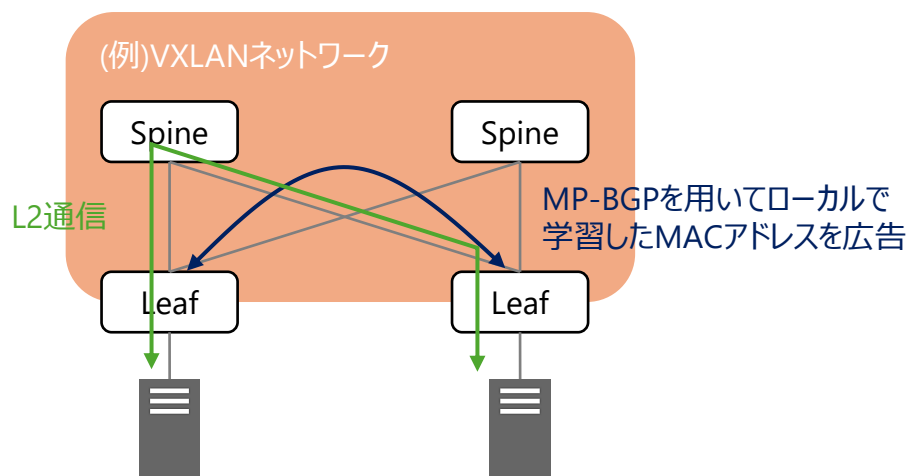 (例)VXLANネットワーク
Spine
Spine
L2通信
MP-BGPを用いてローカルで
学習したMACアドレスを広告
Leaf
Leaf